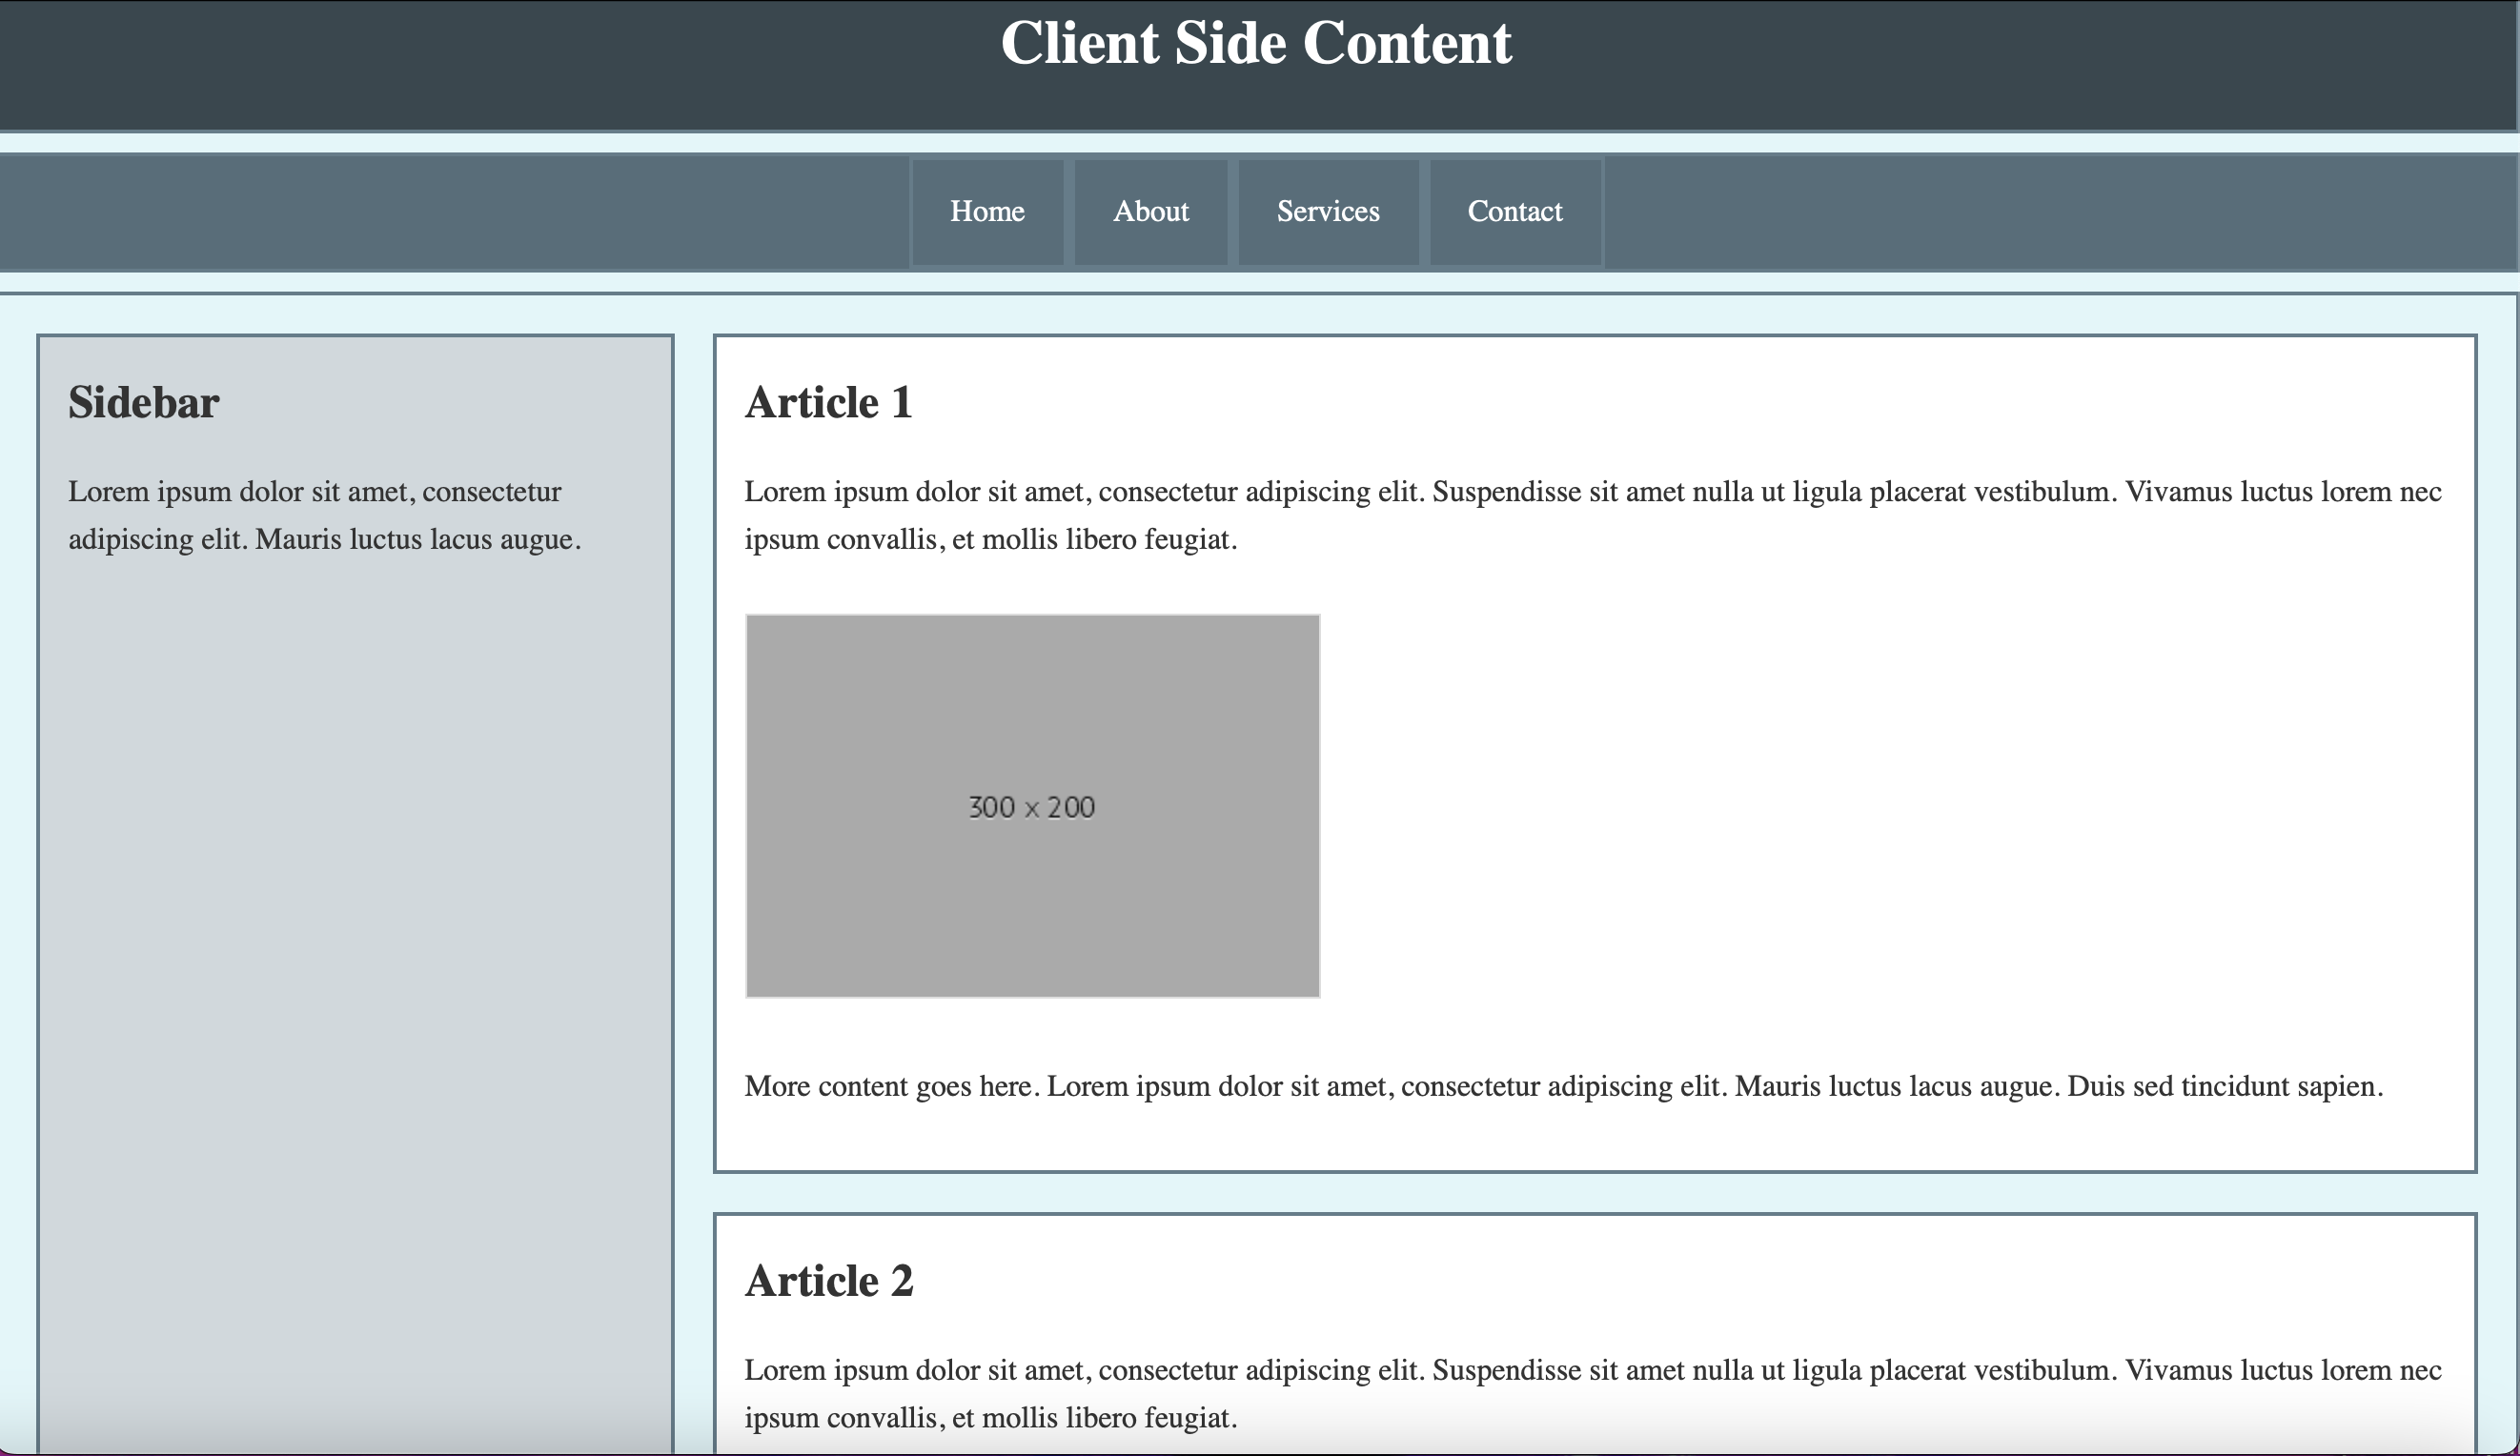 Client Side Content
Home About Services Contact
Sidebar
Lorem ipsum dolor sit amet, consectetur
adipiscing elit. Mauris luctus lacus augue.
Article 1
Lorem ipsum dolor sit amet, consectetur adipiscing elit. Suspendisse sit amet nulla ut ligula placerat vestibulum. Vivamus luctus lorem nec
ipsum convallis, et mollis libero feugiat.
300 x 200
More content goes here. Lorem ipsum dolor sit amet, consectetur adipiscing elit. Mauris luctus lacus augue. Duis sed tincidunt sapien.
Article 2
Lorem ipsum dolor sit amet, consectetur adipiscing elit. Suspendisse sit amet nulla ut ligula placerat vestibulum. Vivamus luctus lorem nec
ipsum convallis, et mollis libero feugiat.